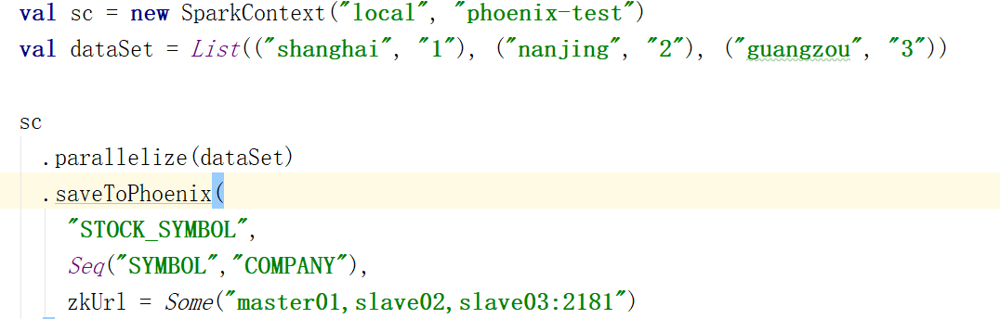 val sc = new SparkContext("local", "phoenix-test")
val dataSet = List(("shanghai", "1"), ("nanjing", "2"), ("guangzou", "3"))
sc
.parallelize(dataSet)
.saveToPhoenix(
"STOCK_SYMBOL",
Seq("SYMBOL","COMPANY"),
zkUrl = Some("master01,slave02,slave03:2181")